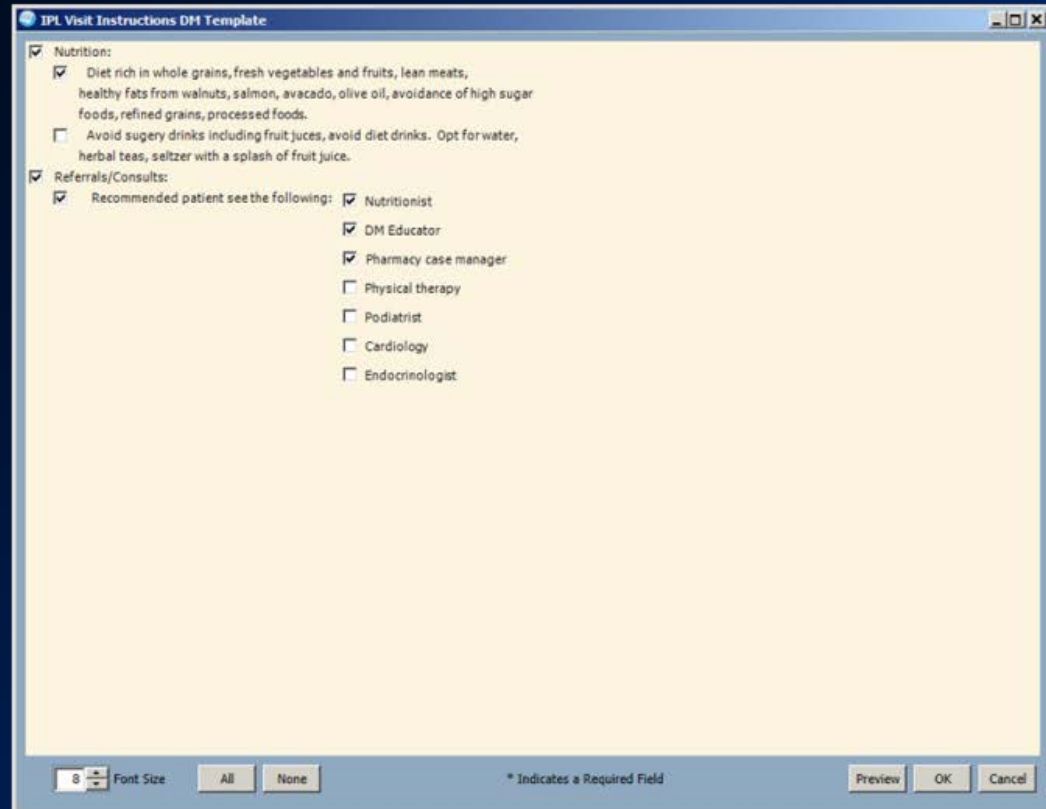 IPL Visit Instructions DM Template
Nutrition:
Diet rich in whole grains, fresh vegetables and fruits, lean meats,
healthy fats from walnuts, salmon, avacado, olive oil, avoidance of high sugar
foods, refined grains, processed foods.
Avoid sugery drinks including fruit juces, avoid diet drinks. Opt for water,
herbal teas, seltzer with a splash of fruit juice.
Referrals/Consults:
Recommended patient see the following: Nutritionist
DM Educator
Pharmacy case manager
Physical therapy
Podiatrist
Cardiology
Endocrinologist
8 Font Size All None * Indicates a Required Field Preview OK Cancel